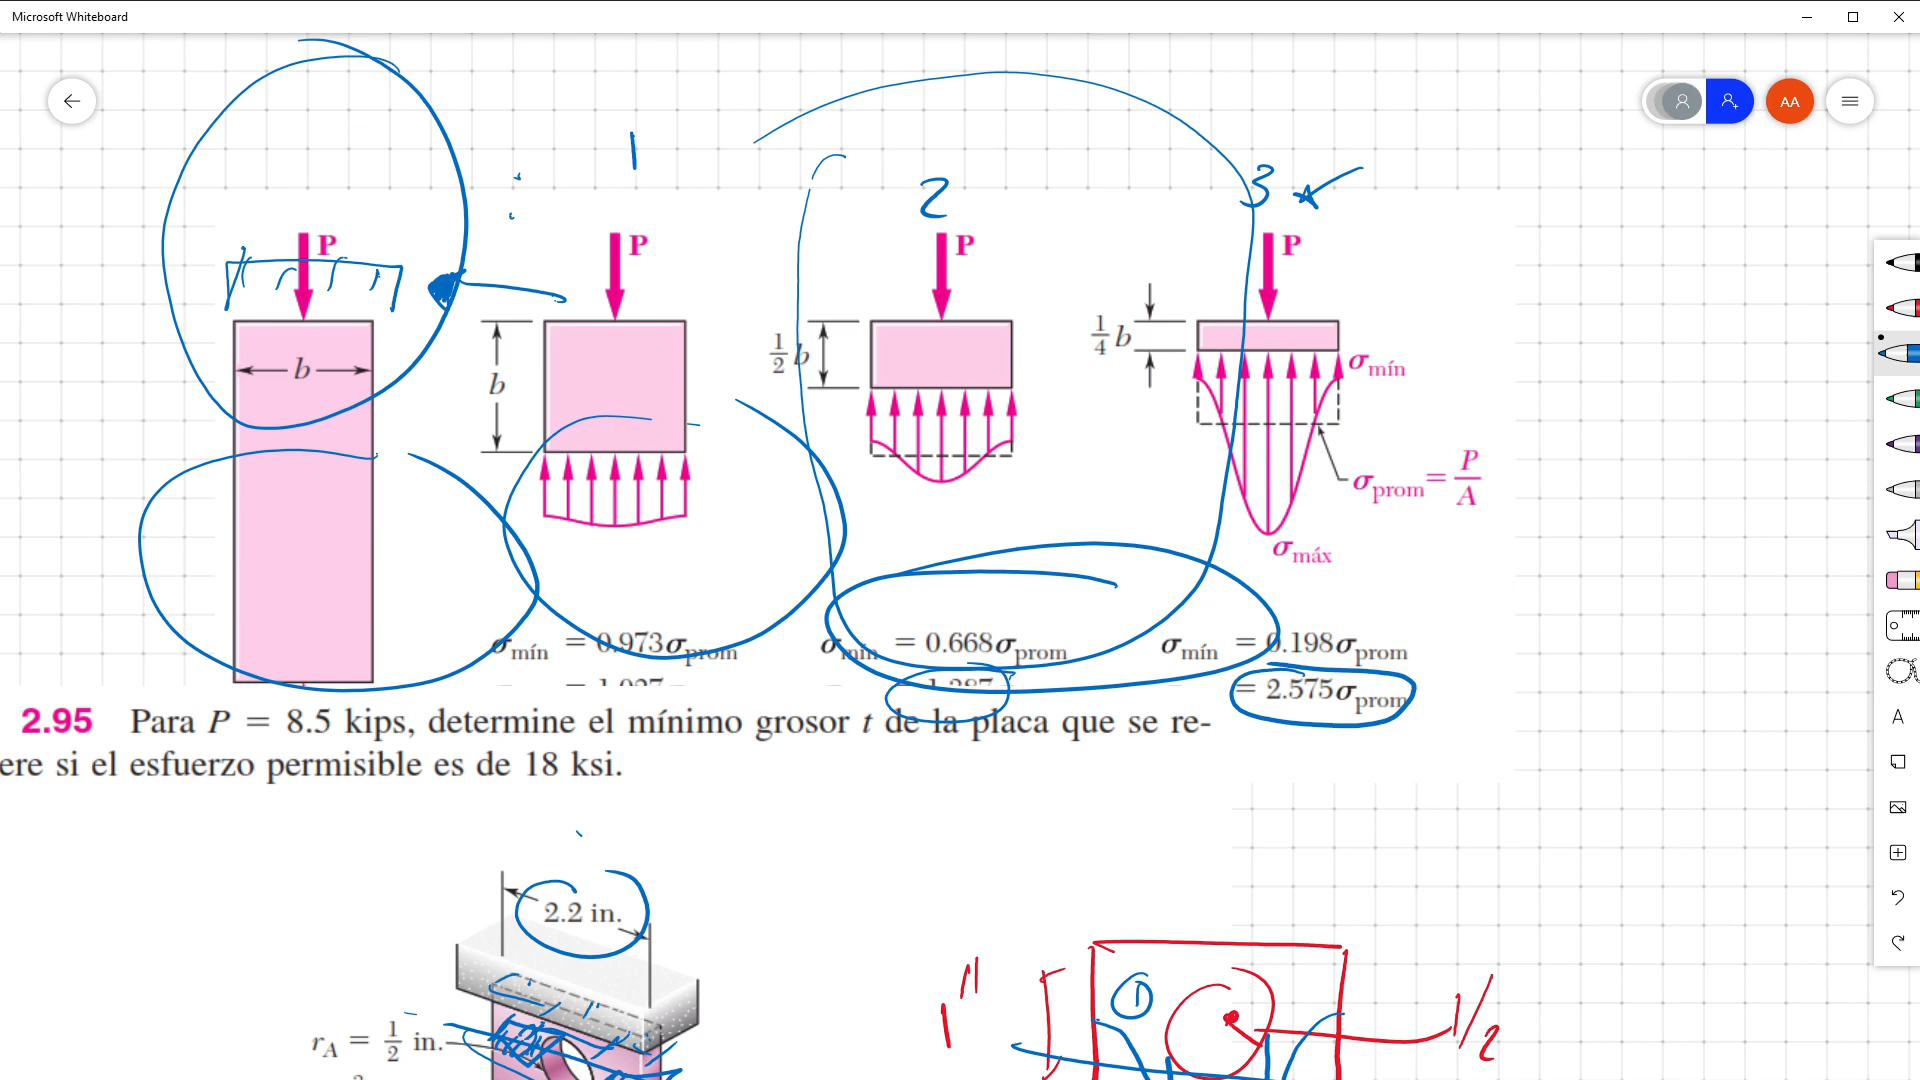 Microsoft Whiteboard
AA
1
2
3
P
P
P
P
b
b
1/2 b
1/4 b
σmín
σprom = P/A
σmáx
σmín = 0.973σprom
σmín = 0.668σprom
σmín = 0.198σprom
= 2.575σprom
2.95 Para P = 8.5 kips, determine el mínimo grosor t de la placa que se re-
ere si el esfuerzo permisible es de 18 ksi.
2.2 in.
1"
1
1/2
rA = 1/2 in.
A